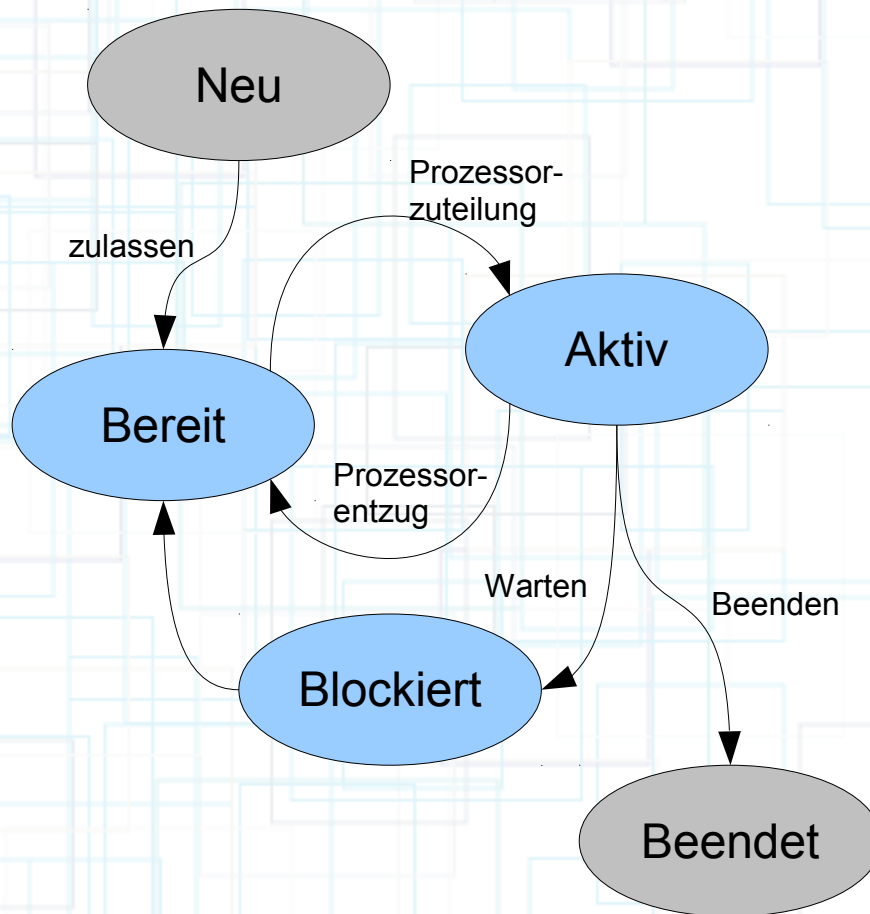 Neu
Prozessor-
zuteilung
zulassen
Aktiv
Bereit
Prozessor-
entzug
Warten
Beenden
Blockiert
Beendet